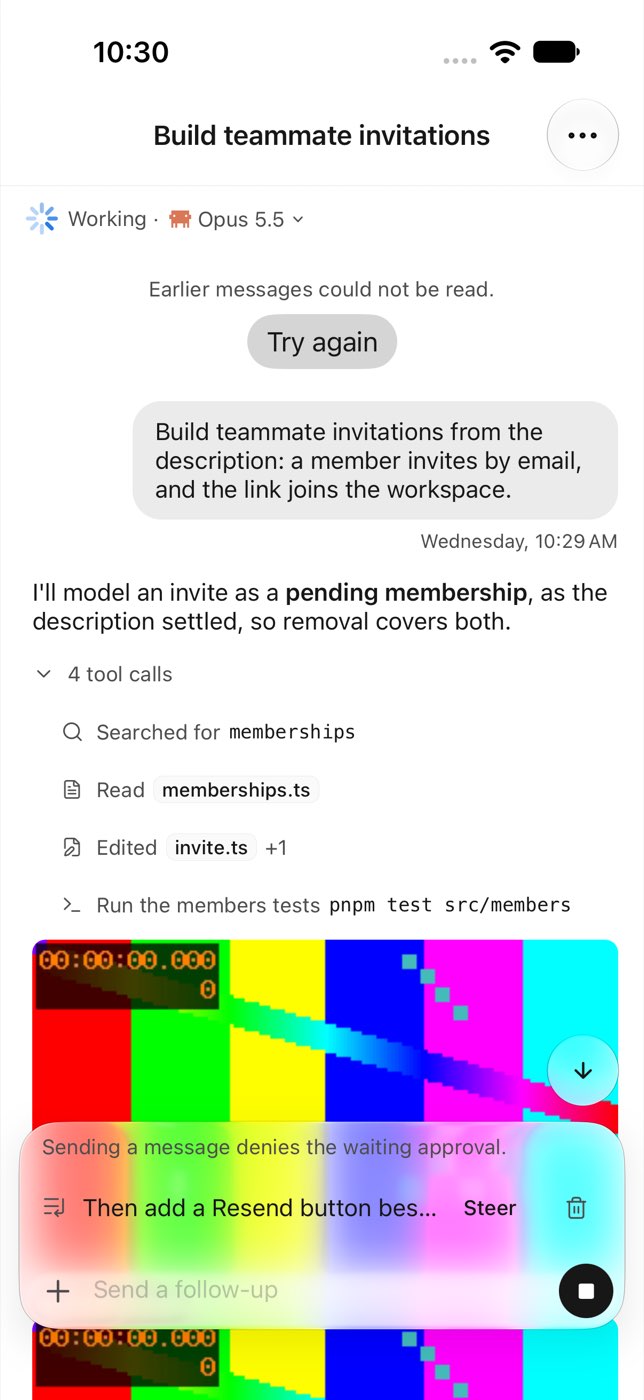 10:30
Build teammate invitations
Working · Opus 5.5
Earlier messages could not be read.
Try again
Build teammate invitations from the
description: a member invites by email,
and the link joins the workspace.
Wednesday, 10:29 AM
I'll model an invite as a pending membership, as the
description settled, so removal covers both.
4 tool calls
Searched for memberships
Read memberships.ts
Edited invite.ts +1
Run the members tests pnpm test src/members
00:00:00.000
0
Sending a message denies the waiting approval.
Then add a Resend button bes... Steer
Send a follow-up
00:00:00.000
0